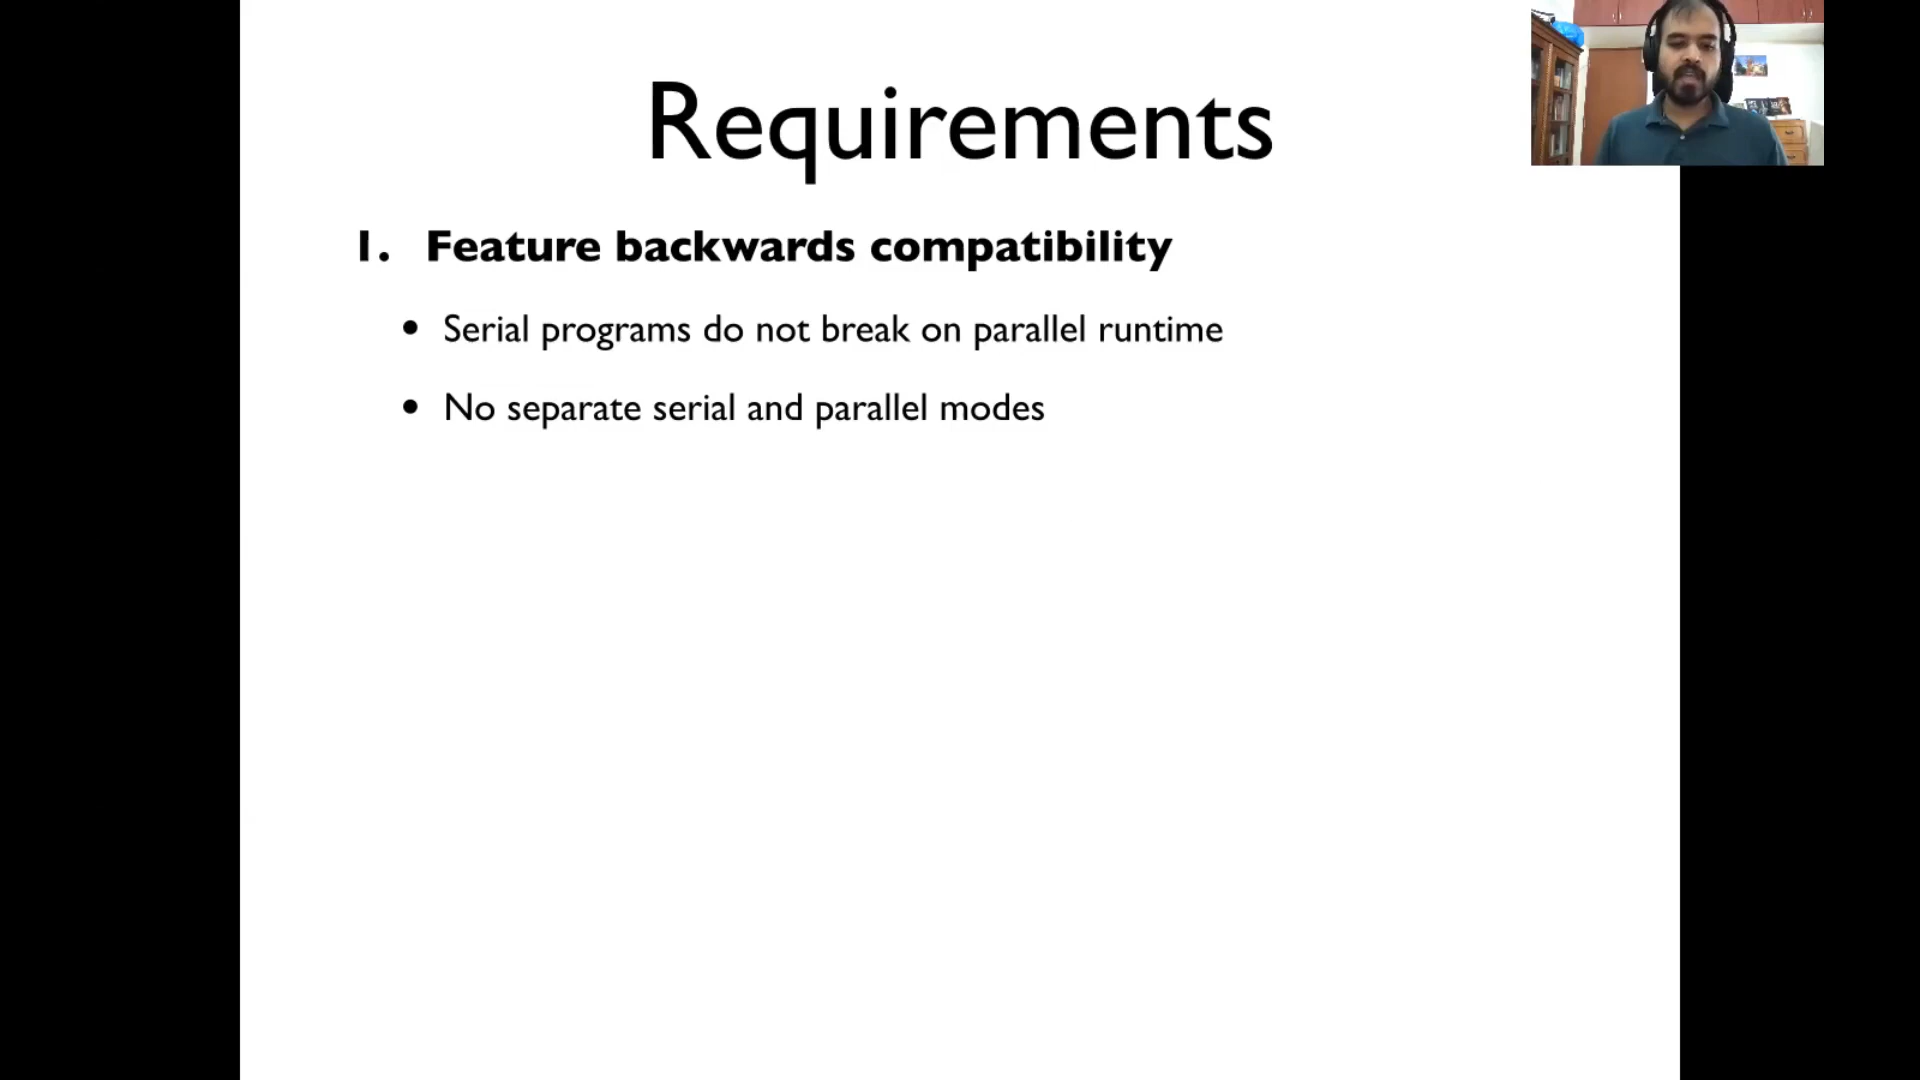 Requirements
1. Feature backwards compatibility
• Serial programs do not break on parallel runtime
• No separate serial and parallel modes